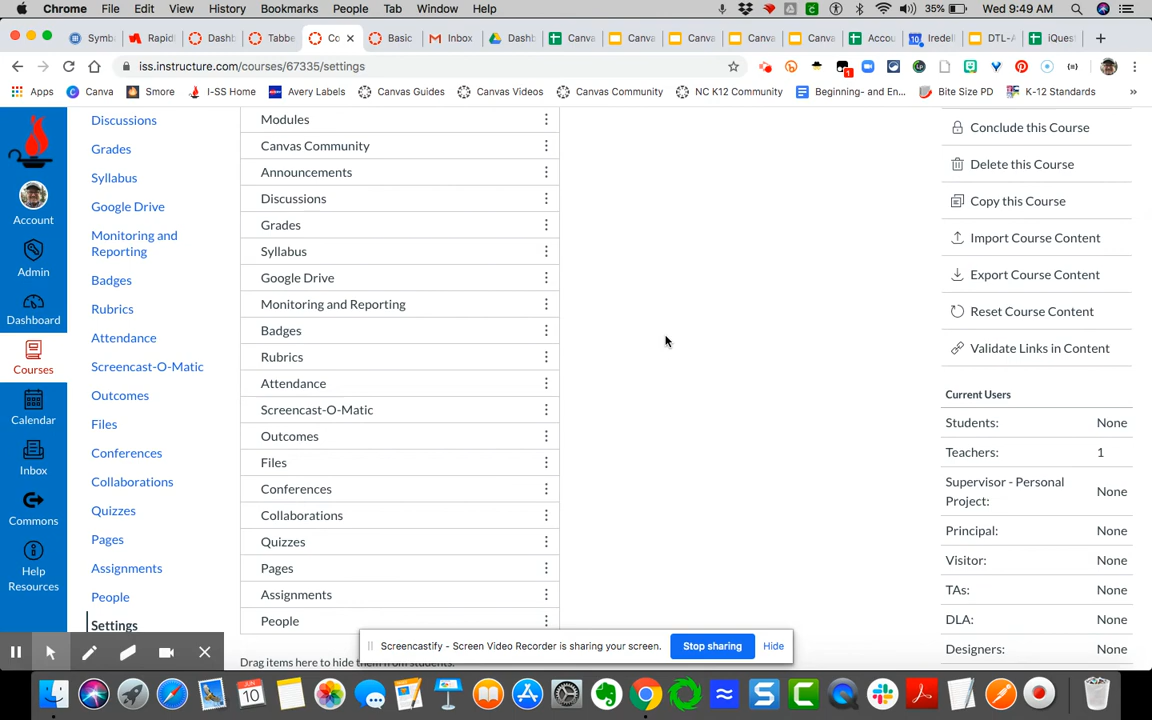 Chrome File Edit View History Bookmarks People Tab Window Help 35% Wed 9:49 AM
Symb Rapid Dashb Tabbe Co Basic Inbox Dashb Canva Canva Canva Canva Canva Accou 10 Iredell DTL-A iQuest
iss.instructure.com/courses/67335/settings
Apps Canva Smore I-SS Home Avery Labels Canvas Guides Canvas Videos Canvas Community NC K12 Community Beginning- and En... Bite Size PD K-12 Standards »
Account
Admin
Dashboard
Courses
Calendar
Inbox
Commons
Help
Resources
Discussions
Grades
Syllabus
Google Drive
Monitoring and
Reporting
Badges
Rubrics
Attendance
Screencast-O-Matic
Outcomes
Files
Conferences
Collaborations
Quizzes
Pages
Assignments
People
Settings
Modules
Canvas Community
Announcements
Discussions
Grades
Syllabus
Google Drive
Monitoring and Reporting
Badges
Rubrics
Attendance
Screencast-O-Matic
Outcomes
Files
Conferences
Collaborations
Quizzes
Pages
Assignments
People
Drag items here to hide them from students.
Conclude this Course
Delete this Course
Copy this Course
Import Course Content
Export Course Content
Reset Course Content
Validate Links in Content
Current Users
Students: None
Teachers: 1
Supervisor - Personal
Project: None
Principal: None
Visitor: None
TAs: None
DLA: None
Designers: None
Screencastify - Screen Video Recorder is sharing your screen. Stop sharing Hide
JUN
10